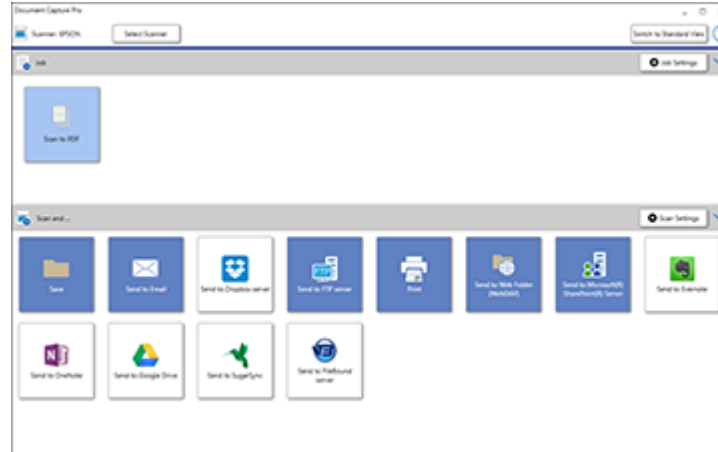 Document Capture Pro
Scanner: EPSON
Select Scanner
Switch to Standard View
Job
Job Settings
Scan to PDF
Scan and ...
Scan Settings
Save
Send to Email
Send to Dropbox server
Send to FTP server
Print
Send to Web Folder
(WebDAV)
Send to Microsoft(R)
SharePoint(R) Server
Send to Evernote
Send to OneNote
Send to Google Drive
Send to SugarSync
Send to FileBound
server